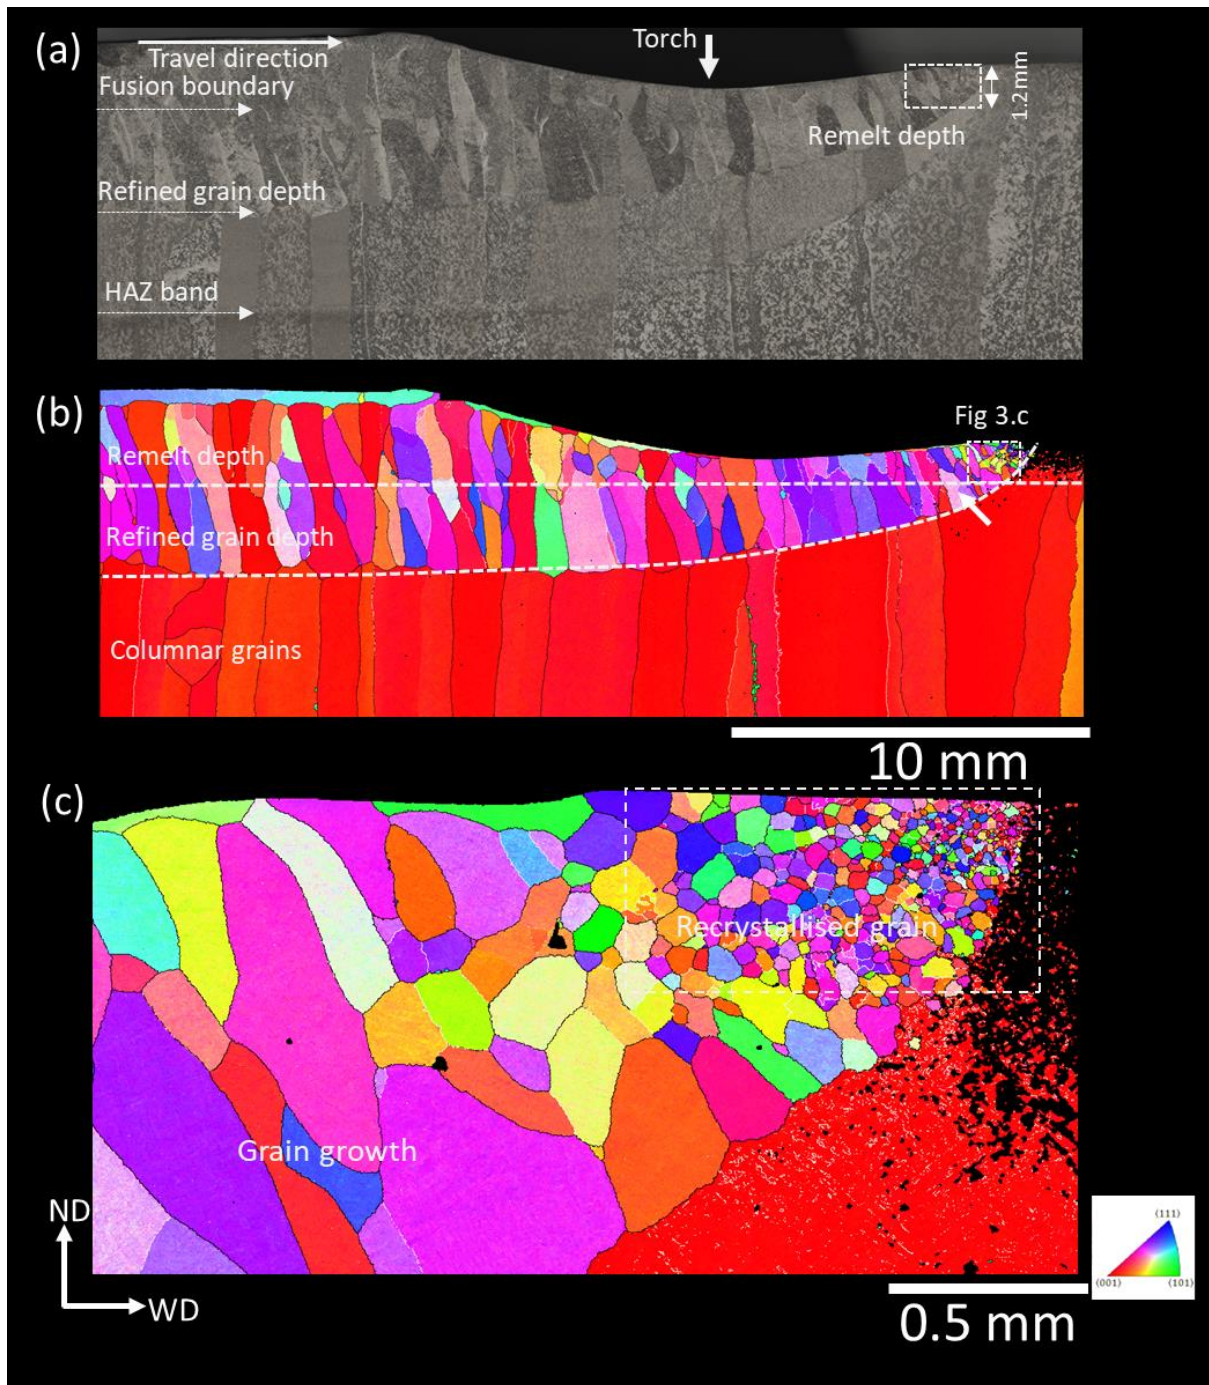 (a)
Torch
Travel direction
1.2mm
Fusion boundary
Remelt depth
Refined grain depth
HAZ band
(b)
Fig 3.c
Remelt depth
Refined grain depth
Columnar grains
10 mm
(c)
Recrystallised grain
Grain growth
ND
WD
(111)
(001)
(101)
0.5 mm